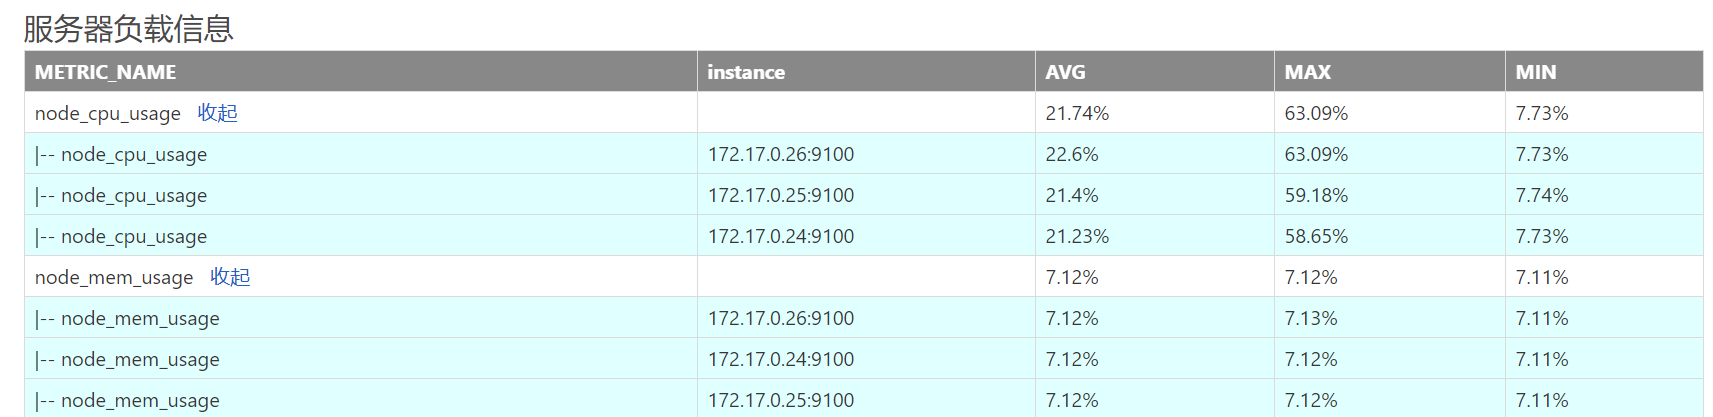 服务器负载信息
METRIC_NAME instance AVG MAX MIN
node_cpu_usage 收起 21.74% 63.09% 7.73%
|-- node_cpu_usage 172.17.0.26:9100 22.6% 63.09% 7.73%
|-- node_cpu_usage 172.17.0.25:9100 21.4% 59.18% 7.74%
|-- node_cpu_usage 172.17.0.24:9100 21.23% 58.65% 7.73%
node_mem_usage 收起 7.12% 7.12% 7.11%
|-- node_mem_usage 172.17.0.26:9100 7.12% 7.13% 7.11%
|-- node_mem_usage 172.17.0.24:9100 7.12% 7.12% 7.11%
|-- node_mem_usage 172.17.0.25:9100 7.12% 7.12% 7.11%